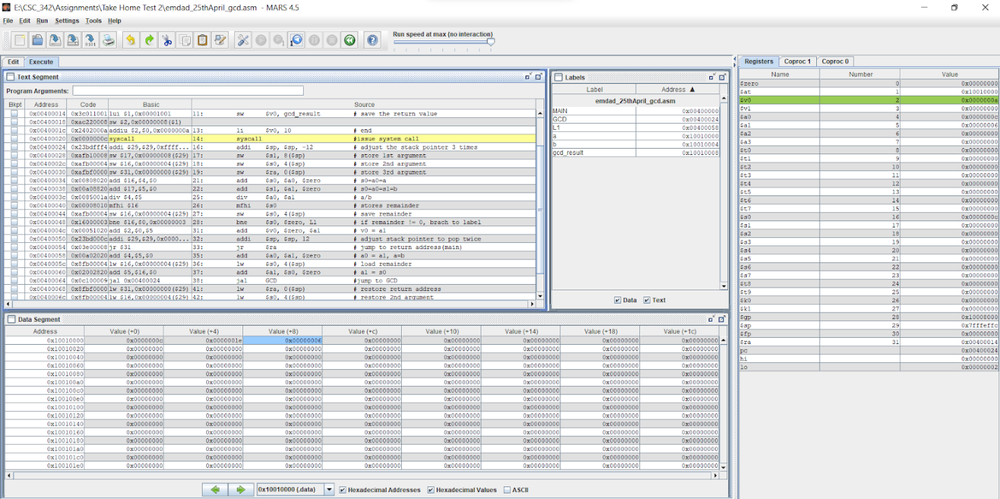 E:\CSC_342\Assignments\Take Home Test 2\emdad_25thApril_gcd.asm - MARS 4.5
File Edit Run Settings Tools Help
Run speed at max (no interaction)
Edit Execute
Text Segment
Program Arguments:
Bkpt Address Code Basic Source
0x00400014 0x3c011001 lui $1,0x00001001 11: sw $v0, gcd_result # save the return value
0x00400018 0xac220008 sw $2,0x00000008($1)
0x0040001c 0x2402000a addiu $2,$0,0x0000000a 13: li $v0, 10 # end
0x00400020 0x0000000c syscall 14: syscall #issue system call
0x00400024 0x23bdfff4 addi $29,$29,0xffff... 16: addi $sp, $sp, -12 # adjust the stack pointer 3 times
0x00400028 0xafb10008 sw $17,0x00000008($29) 17: sw $s1, 8($sp) # store 1st argument
0x0040002c 0xafb00004 sw $16,0x00000004($29) 18: sw $s0, 4($sp) # store 2nd argument
0x00400030 0xafbf0000 sw $31,0x00000000($29) 19: sw $ra, 0($sp) # store 3rd argument
0x00400034 0x00808020 add $16,$4,$0 21: add $s0, $a0, $zero # s0=a0=a
0x00400038 0x00a08820 add $17,$5,$0 22: add $s1, $a1, $zero # s0=a0=s1=b
0x0040003c 0x0085001a div $4,$5 25: div $a0, $a1 # a/b
0x00400040 0x00008010 mfhi $16 26: mfhi $s0 # stores remainder
0x00400044 0xafb00004 sw $16,0x00000004($29) 27: sw $s0, 4($sp) # save remainder
0x00400048 0x16000003 bne $16,$0,0x00000003 28: bne $s0, $zero, L1 # if remainder != 0, brach to label
0x0040004c 0x00051020 add $2,$0,$5 31: add $v0, $zero, $a1 # v0 = a1
0x00400050 0x23bd000c addi $29,$29,0x0000... 32: addi $sp, $sp, 12 # adjust stack pointer to pop twice
0x00400054 0x03e00008 jr $31 33: jr $ra # jump to return address(main)
0x00400058 0x00a02020 add $4,$5,$0 35: add $a0, $a1, $zero # a0 = a1, a=b
0x0040005c 0x8fb00004 lw $16,0x00000004($29) 36: lw $s0, 4($sp) # load remainder
0x00400060 0x02002820 add $5,$16,$0 37: add $a1, $s0, $zero # a1 = s0
0x00400064 0x0c100009 jal 0x00400024 38: jal GCD #jump to GCD
0x00400068 0x8fbf0000 lw $31,0x00000000($29) 41: lw $ra, 0($sp) # restore return address
0x0040006c 0x8fb00004 lw $16,0x00000004($29) 42: lw $s0, 4($sp) # restore 2nd argument
Labels
Label Address ▲
emdad_25thApril_gcd.asm
MAIN 0x00400000
GCD 0x00400024
L1 0x00400058
a 0x10010000
b 0x10010004
gcd_result 0x10010008
Data Text
Data Segment
Address Value (+0) Value (+4) Value (+8) Value (+c) Value (+10) Value (+14) Value (+18) Value (+1c)
0x10010000 0x0000000c 0x0000001e 0x00000006 0x00000000 0x00000000 0x00000000 0x00000000 0x00000000
0x10010020 0x00000000 0x00000000 0x00000000 0x00000000 0x00000000 0x00000000 0x00000000 0x00000000
0x10010040 0x00000000 0x00000000 0x00000000 0x00000000 0x00000000 0x00000000 0x00000000 0x00000000
0x10010060 0x00000000 0x00000000 0x00000000 0x00000000 0x00000000 0x00000000 0x00000000 0x00000000
0x10010080 0x00000000 0x00000000 0x00000000 0x00000000 0x00000000 0x00000000 0x00000000 0x00000000
0x100100a0 0x00000000 0x00000000 0x00000000 0x00000000 0x00000000 0x00000000 0x00000000 0x00000000
0x100100c0 0x00000000 0x00000000 0x00000000 0x00000000 0x00000000 0x00000000 0x00000000 0x00000000
0x100100e0 0x00000000 0x00000000 0x00000000 0x00000000 0x00000000 0x00000000 0x00000000 0x00000000
0x10010100 0x00000000 0x00000000 0x00000000 0x00000000 0x00000000 0x00000000 0x00000000 0x00000000
0x10010120 0x00000000 0x00000000 0x00000000 0x00000000 0x00000000 0x00000000 0x00000000 0x00000000
0x10010140 0x00000000 0x00000000 0x00000000 0x00000000 0x00000000 0x00000000 0x00000000 0x00000000
0x10010160 0x00000000 0x00000000 0x00000000 0x00000000 0x00000000 0x00000000 0x00000000 0x00000000
0x10010180 0x00000000 0x00000000 0x00000000 0x00000000 0x00000000 0x00000000 0x00000000 0x00000000
0x100101a0 0x00000000 0x00000000 0x00000000 0x00000000 0x00000000 0x00000000 0x00000000 0x00000000
0x100101c0 0x00000000 0x00000000 0x00000000 0x00000000 0x00000000 0x00000000 0x00000000 0x00000000
0x100101e0 0x00000000 0x00000000 0x00000000 0x00000000 0x00000000 0x00000000 0x00000000 0x00000000
0x10010000 (.data) Hexadecimal Addresses Hexadecimal Values ASCII
Registers Coproc 1 Coproc 0
Name Number Value
$zero 0 0x00000000
$at 1 0x10010000
$v0 2 0x0000000a
$v1 3 0x00000000
$a0 4 0x0000000c
$a1 5 0x00000006
$a2 6 0x00000000
$a3 7 0x00000000
$t0 8 0x00000000
$t1 9 0x00000000
$t2 10 0x00000000
$t3 11 0x00000000
$t4 12 0x00000000
$t5 13 0x00000000
$t6 14 0x00000000
$t7 15 0x00000000
$s0 16 0x0000000c
$s1 17 0x00000000
$s2 18 0x00000000
$s3 19 0x00000000
$s4 20 0x00000000
$s5 21 0x00000000
$s6 22 0x00000000
$s7 23 0x00000000
$t8 24 0x00000000
$t9 25 0x00000000
$k0 26 0x00000000
$k1 27 0x00000000
$gp 28 0x10008000
$sp 29 0x7fffeffc
$fp 30 0x00000000
$ra 31 0x00400014
pc 0x00400024
hi 0x00000000
lo 0x00000002